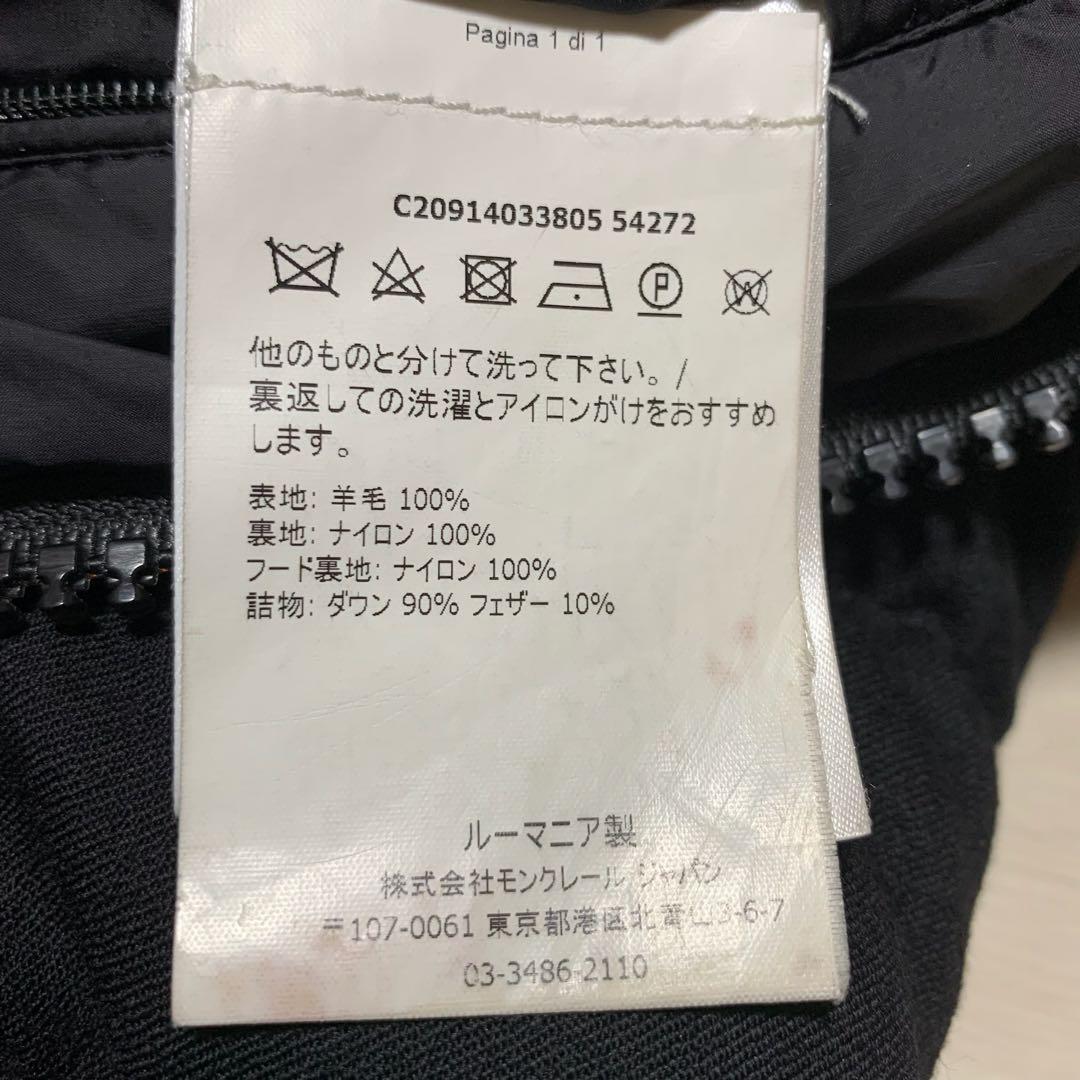 Pagina 1 di 1
C20914033805 54272
P
W
他のものと分けて洗って下さい。/
裏返しての洗濯とアイロンがけをおすすめ
します。
表地: 羊毛 100%
裏地: ナイロン 100%
フード裏地: ナイロン 100%
詰物: ダウン 90% フェザー 10%
ルーマニア製
株式会社モンクレール ジャパン
〒107-0061 東京都港区北青山3-6-7
03-3486-2110